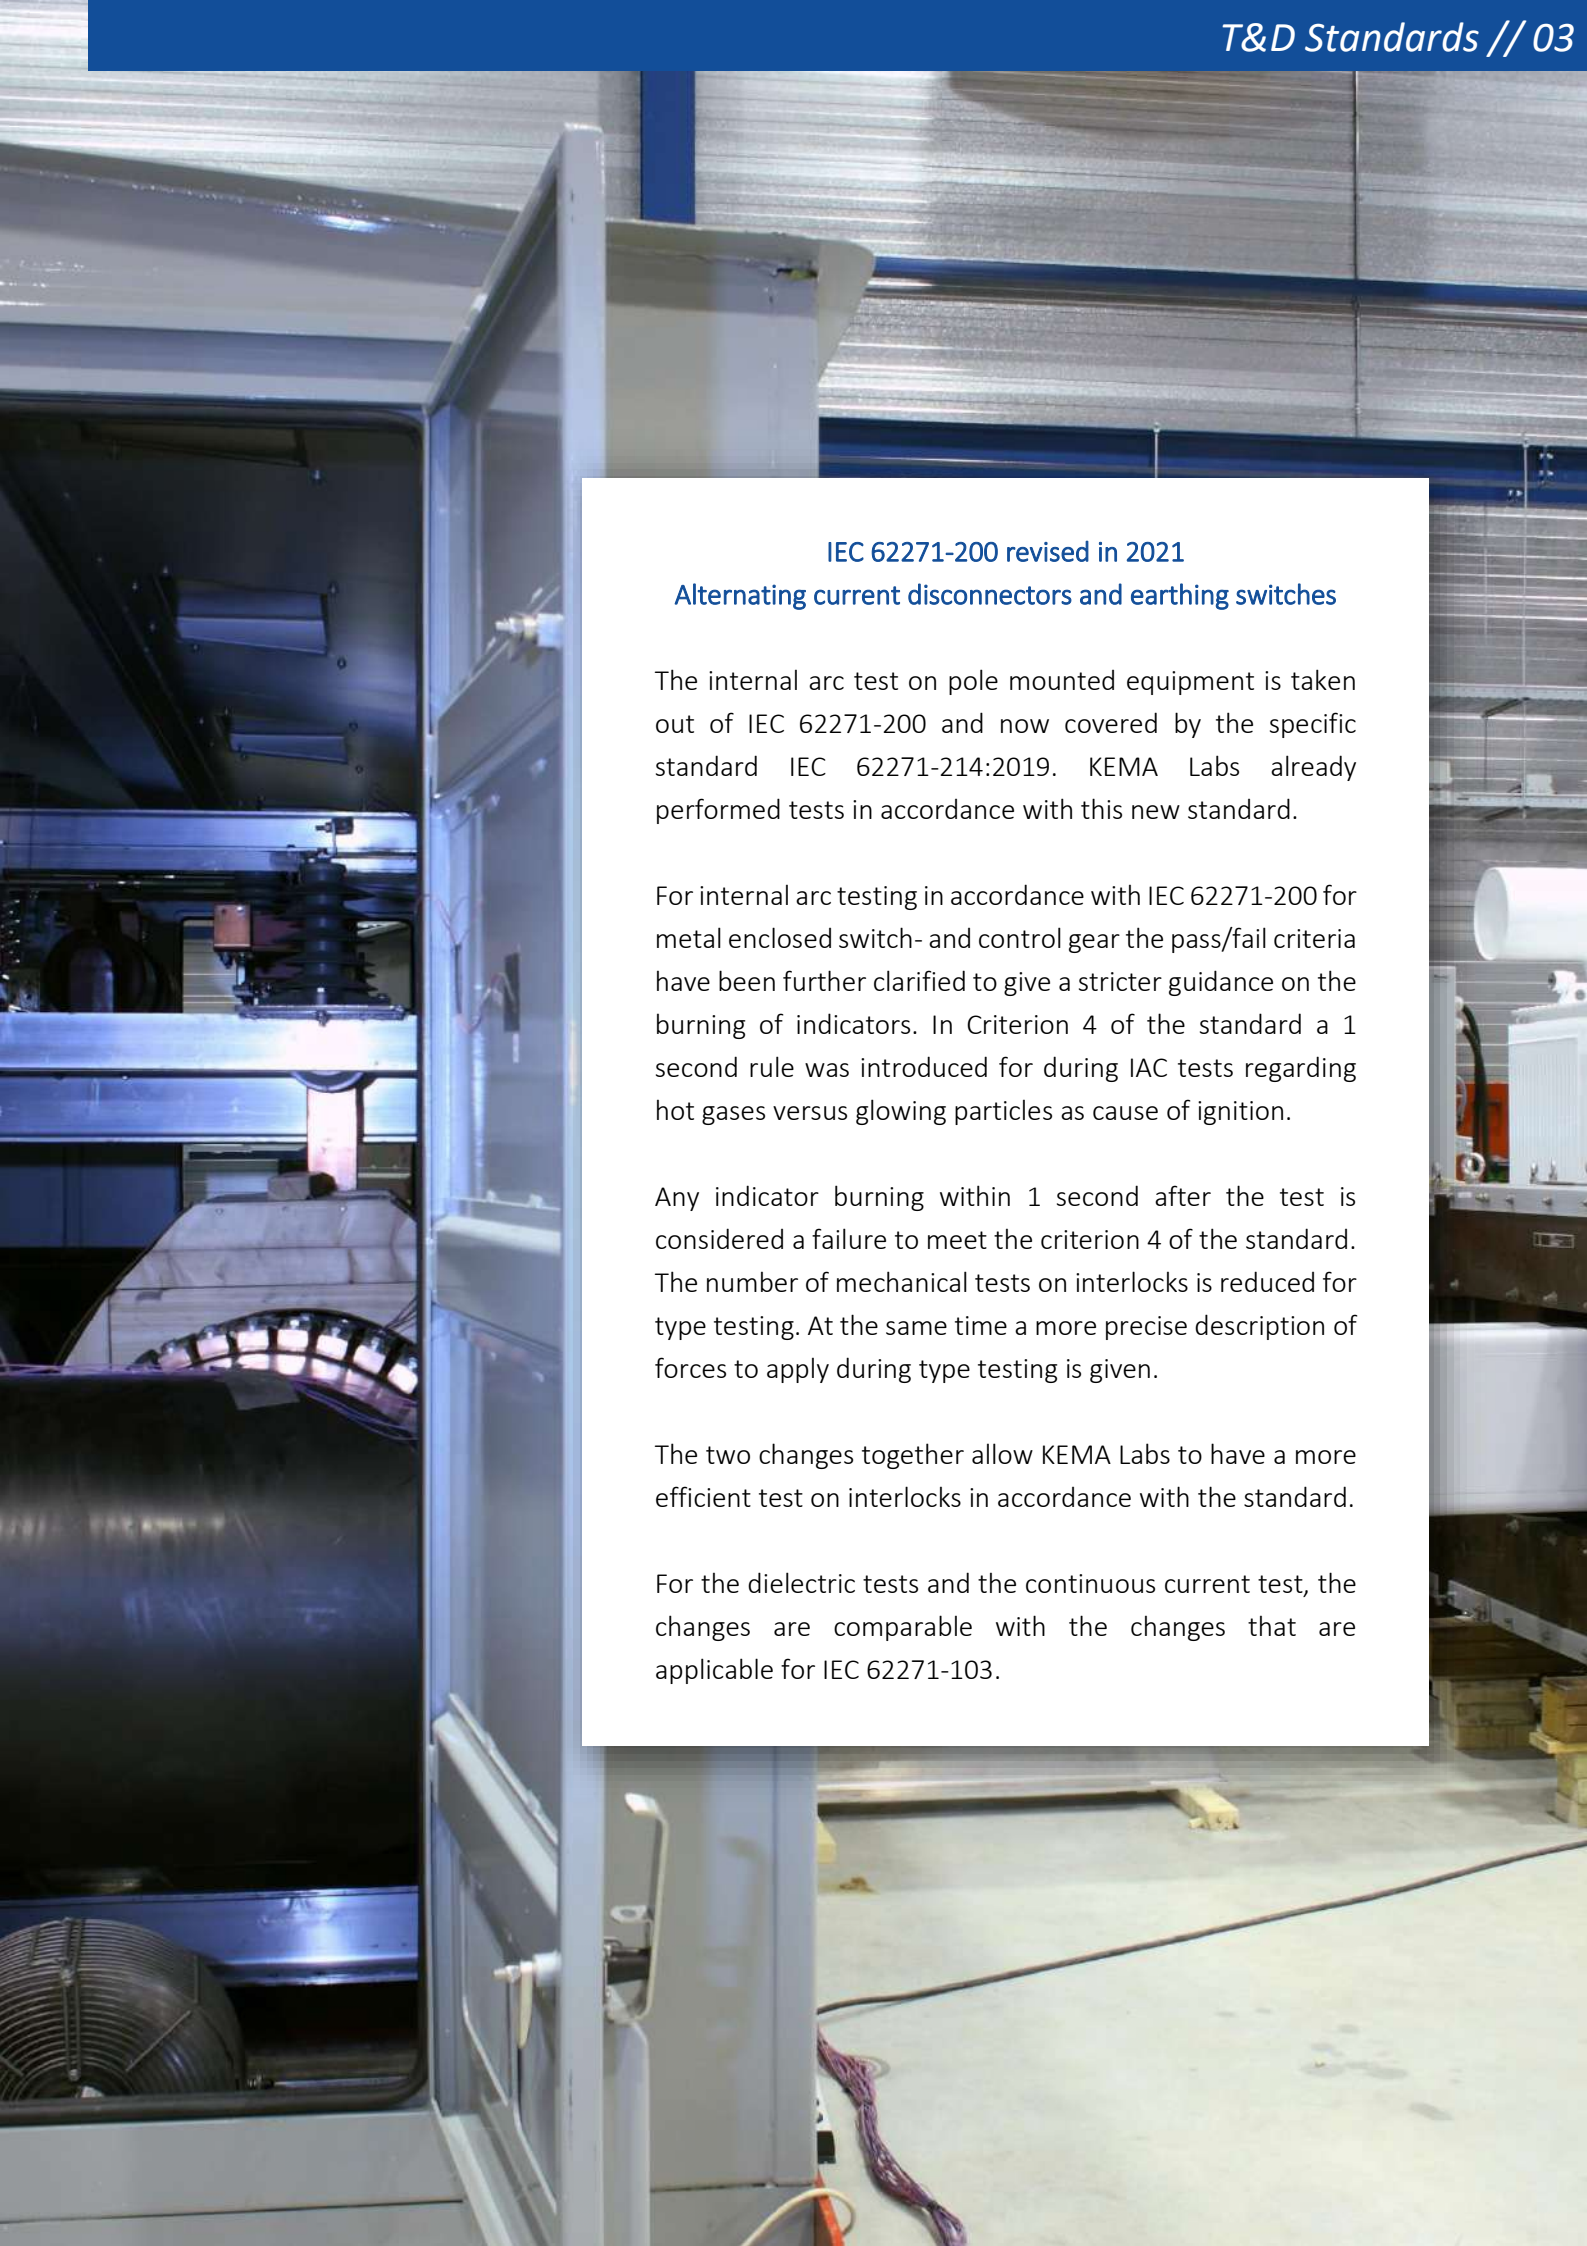 T&D Standards // 03
IEC 62271-200 revised in 2021
Alternating current disconnectors and earthing switches
The internal arc test on pole mounted equipment is taken
out of IEC 62271-200 and now covered by the specific
standard IEC 62271-214:2019. KEMA Labs already
performed tests in accordance with this new standard.
For internal arc testing in accordance with IEC 62271-200 for
metal enclosed switch- and control gear the pass/fail criteria
have been further clarified to give a stricter guidance on the
burning of indicators. In Criterion 4 of the standard a 1
second rule was introduced for during IAC tests regarding
hot gases versus glowing particles as cause of ignition.
Any indicator burning within 1 second after the test is
considered a failure to meet the criterion 4 of the standard.
The number of mechanical tests on interlocks is reduced for
type testing. At the same time a more precise description of
forces to apply during type testing is given.
The two changes together allow KEMA Labs to have a more
efficient test on interlocks in accordance with the standard.
For the dielectric tests and the continuous current test, the
changes are comparable with the changes that are
applicable for IEC 62271-103.